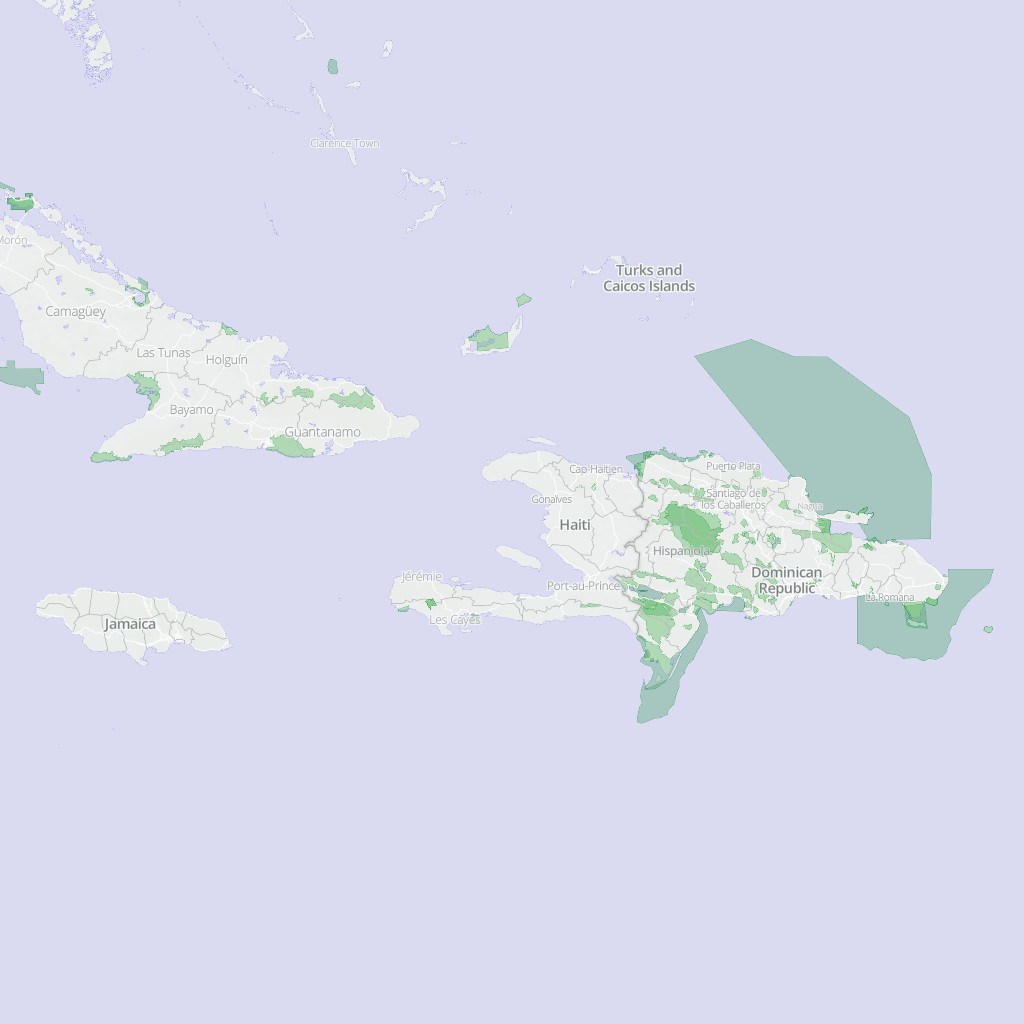 Clarence Town
Morón
Turks and
Caicos Islands
Camagüey
Las Tunas
Holguín
Bayamo
Guantanamo
Cap-Haïtien
Puerto Plata
Gonaïves
Santiago de
los Caballeros
Nagua
Haiti
Hispaniola
Jérémie
Port-au-Prince
Dominican
Republic
La Romana
Les Cayes
Jamaica